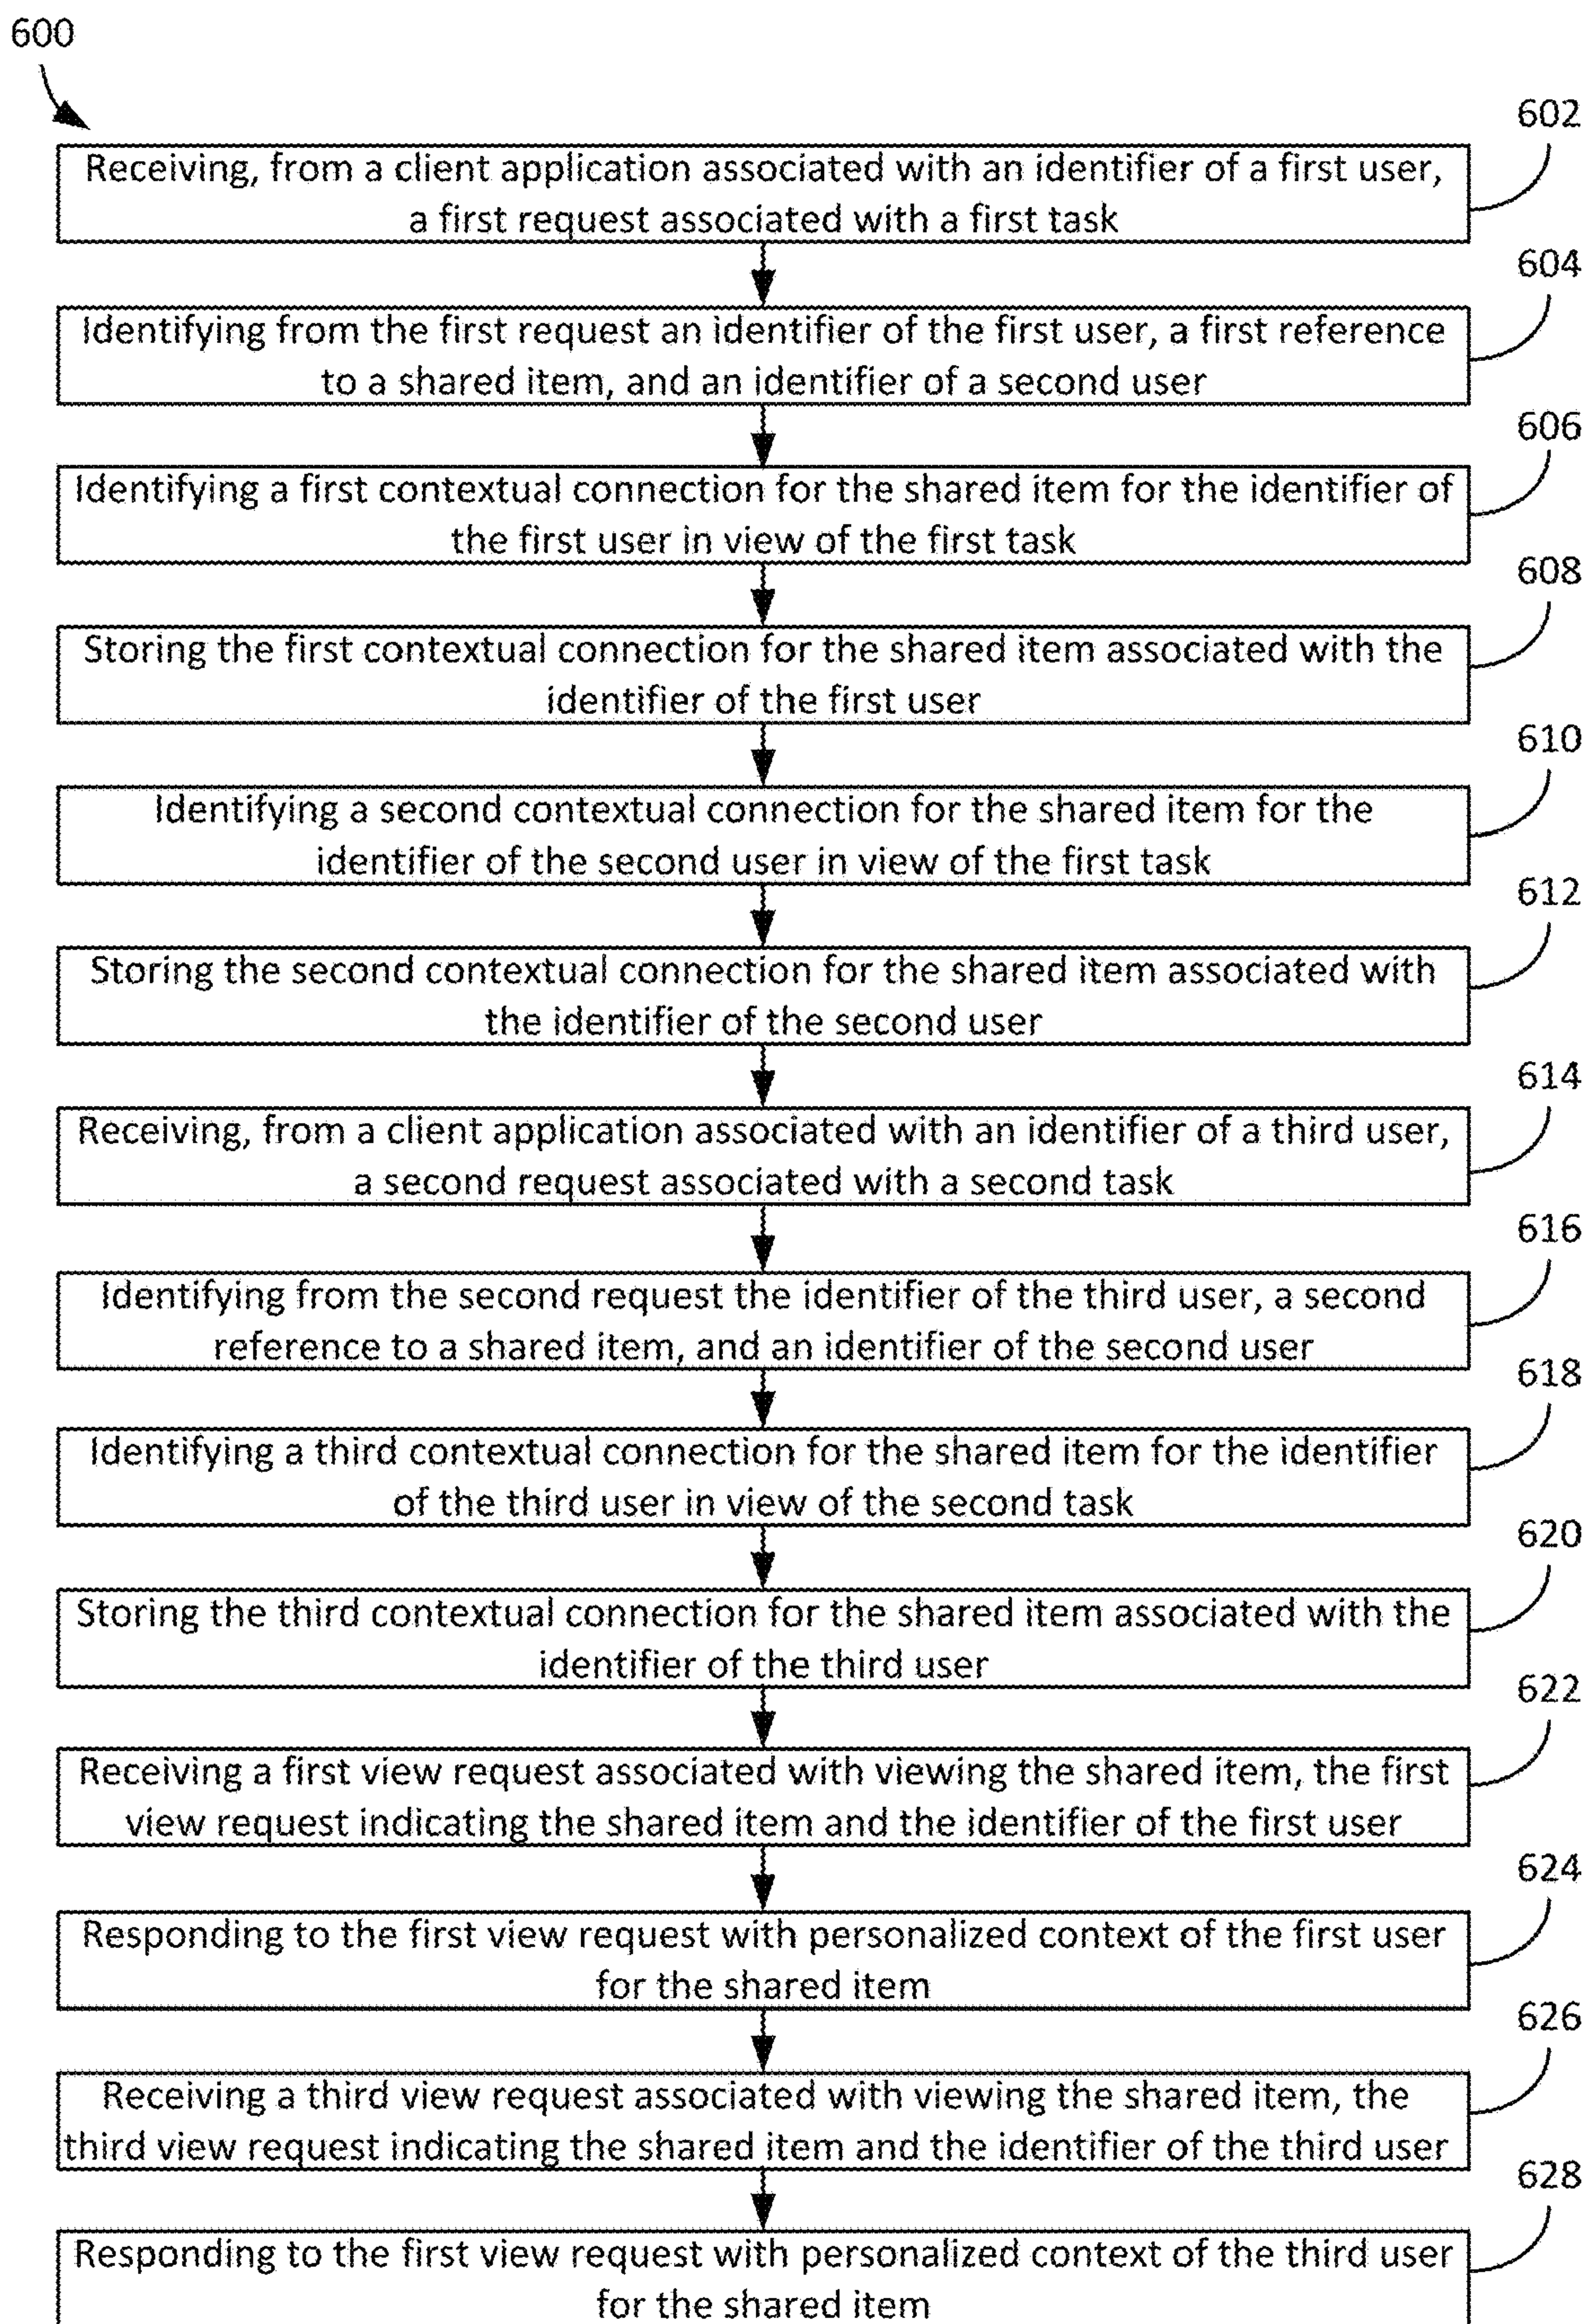 600
602
Receiving, from a client application associated with an identifier of a first user,
a first request associated with a first task
604
Identifying from the first request an identifier of the first user, a first reference
to a shared item, and an identifier of a second user
606
Identifying a first contextual connection for the shared item for the identifier of
the first user in view of the first task
608
Storing the first contextual connection for the shared item associated with the
identifier of the first user
610
Identifying a second contextual connection for the shared item for the
identifier of the second user in view of the first task
612
Storing the second contextual connection for the shared item associated with
the identifier of the second user
614
Receiving, from a client application associated with an identifier of a third user,
a second request associated with a second task
616
Identifying from the second request the identifier of the third user, a second
reference to a shared item, and an identifier of the second user
618
Identifying a third contextual connection for the shared item for the identifier
of the third user in view of the second task
620
Storing the third contextual connection for the shared item associated with the
identifier of the third user
622
Receiving a first view request associated with viewing the shared item, the first
view request indicating the shared item and the identifier of the first user
624
Responding to the first view request with personalized context of the first user
for the shared item
626
Receiving a third view request associated with viewing the shared item, the
third view request indicating the shared item and the identifier of the third user
628
Responding to the first view request with personalized context of the third user
for the shared item